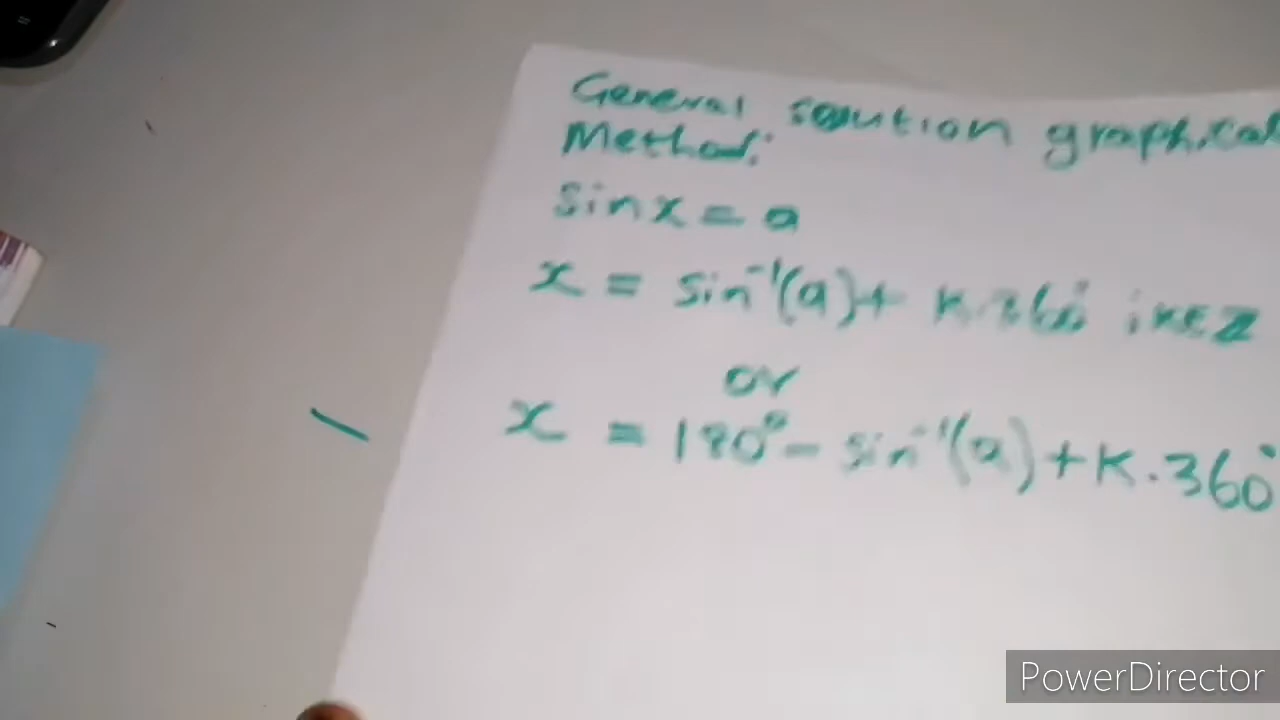 General solution graphical
Method:
sin x = a
x = sin⁻¹(a) + K.360° ; K∈Z
or
x = 180° - sin⁻¹(a) + K.360°
PowerDirector